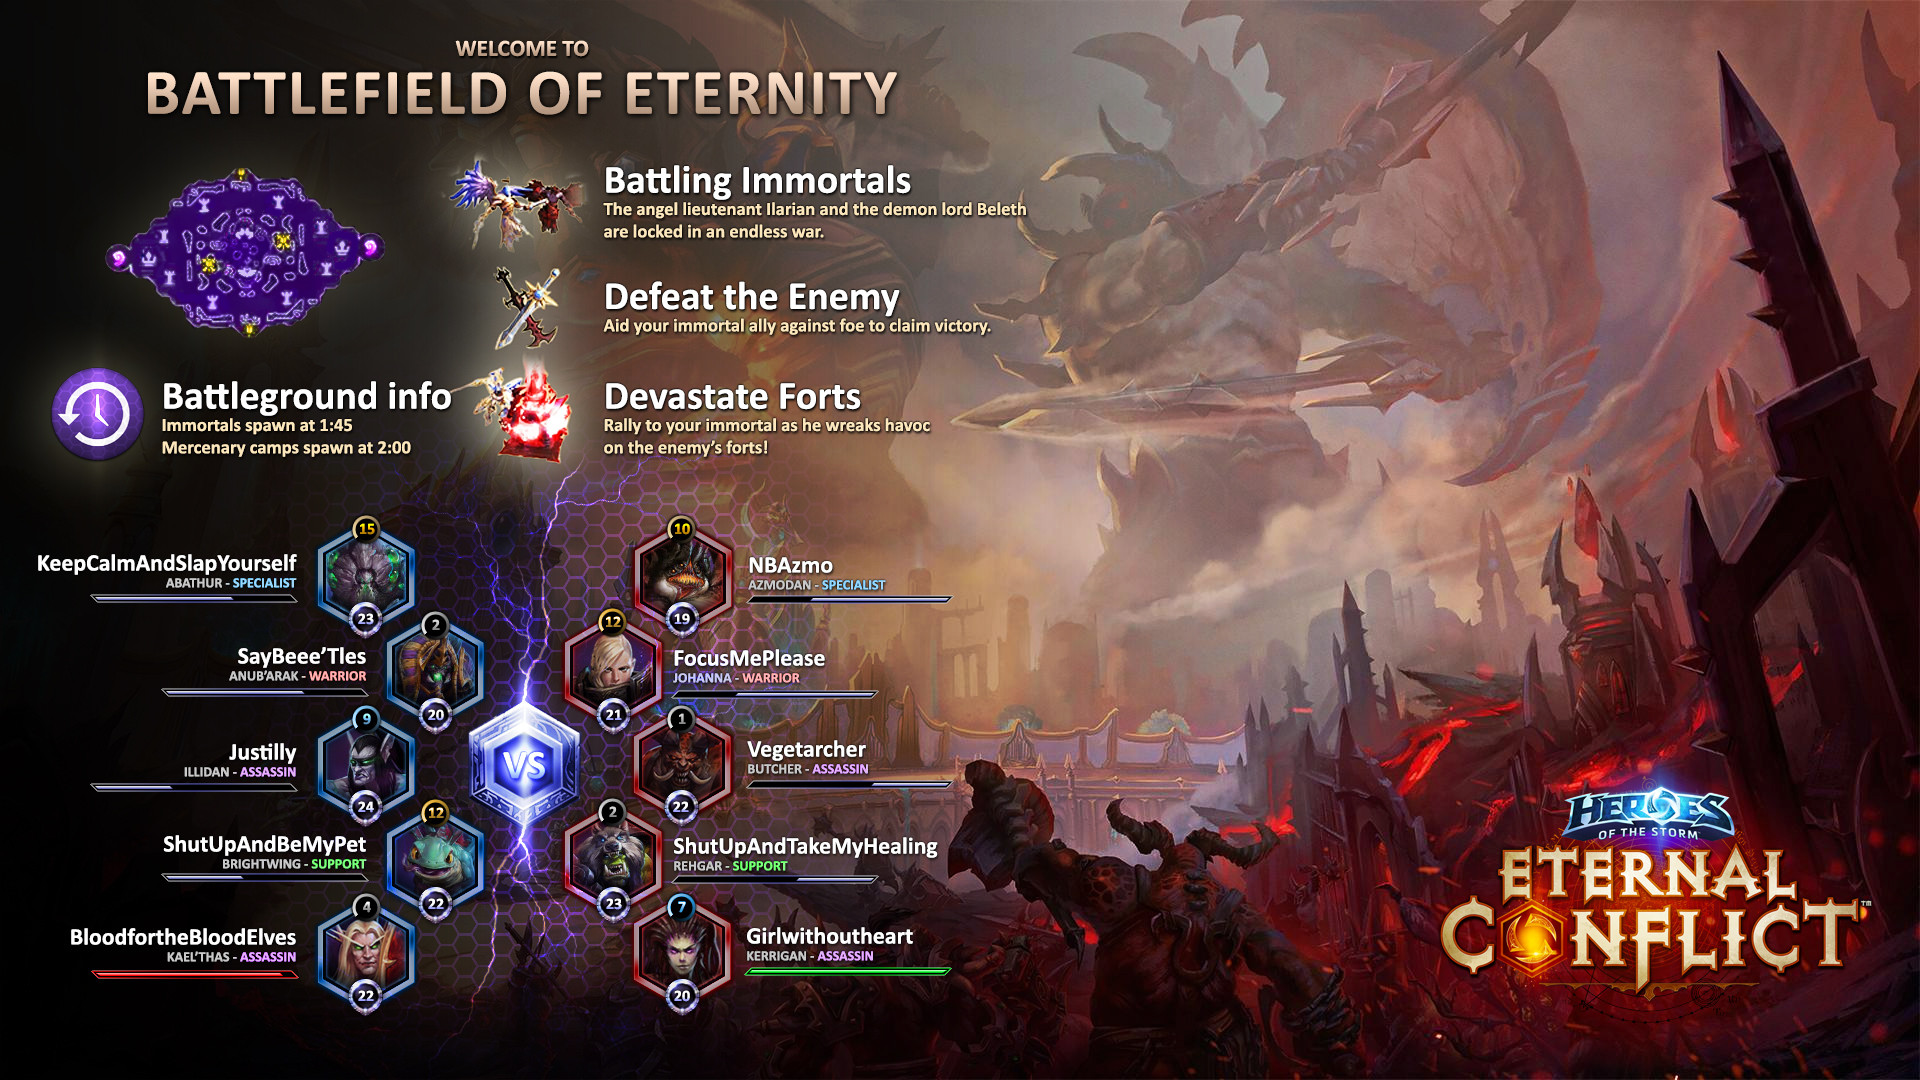 WELCOME TO
BATTLEFIELD OF ETERNITY
Battling Immortals
The angel lieutenant Ilarian and the demon lord Beleth
are locked in an endless war.
Defeat the Enemy
Aid your immortal ally against foe to claim victory.
Battleground info
Immortals spawn at 1:45
Mercenary camps spawn at 2:00
Devastate Forts
Rally to your immortal as he wreaks havoc
on the enemy's forts!
15
KeepCalmAndSlapYourself
ABATHUR - SPECIALIST
23
2
SayBeee'Tles
ANUB'ARAK - WARRIOR
20
9
Justilly
ILLIDAN - ASSASSIN
24
12
ShutUpAndBeMyPet
BRIGHTWING - SUPPORT
22
4
BloodfortheBloodElves
KAEL'THAS - ASSASSIN
22
VS
10
NBAzmo
AZMODAN - SPECIALIST
19
12
FocusMePlease
JOHANNA - WARRIOR
21
1
Vegetarcher
BUTCHER - ASSASSIN
22
2
ShutUpAndTakeMyHealing
REHGAR - SUPPORT
23
7
Girlwithoutheart
KERRIGAN - ASSASSIN
20
HEROES
OF THE STORM
ETERNAL
CONFLICT™